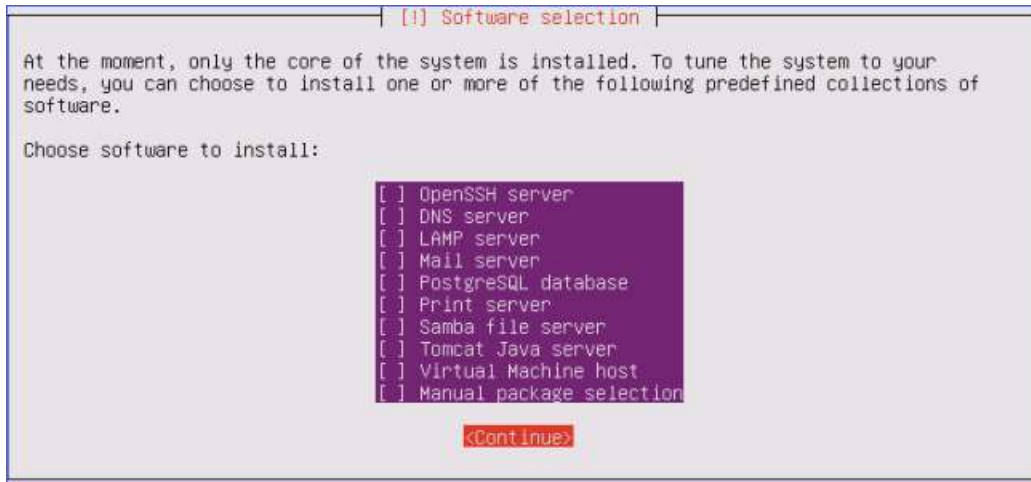 [!] Software selection
At the moment, only the core of the system is installed. To tune the system to your
needs, you can choose to install one or more of the following predefined collections of
software.
Choose software to install:
[ ] OpenSSH server
[ ] DNS server
[ ] LAMP server
[ ] Mail server
[ ] PostgreSQL database
[ ] Print server
[ ] Samba file server
[ ] Tomcat Java server
[ ] Virtual Machine host
[ ] Manual package selection
<Continue>